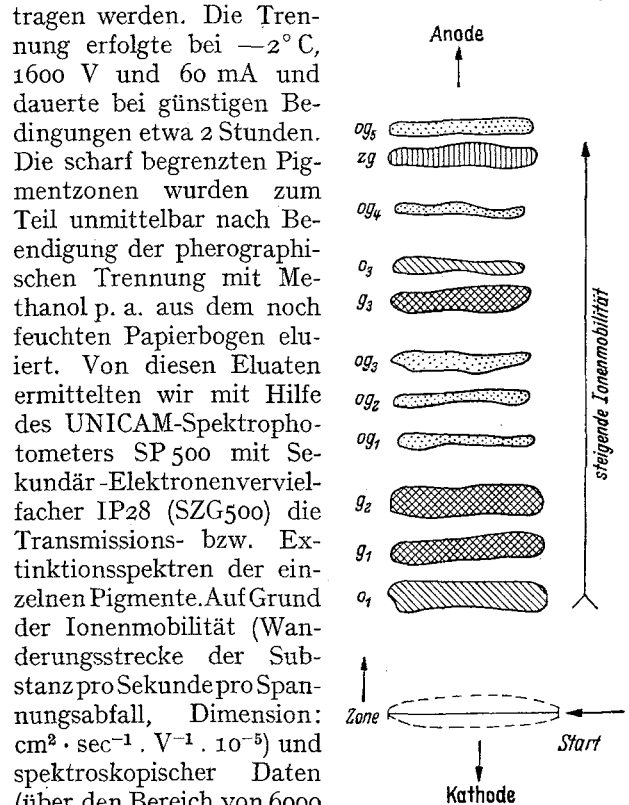 tragen werden. Die Tren-
nung erfolgte bei —2° C,
1600 V und 60 mA und
dauerte bei günstigen Be-
dingungen etwa 2 Stunden.
Die scharf begrenzten Pig-
mentzonen wurden zum
Teil unmittelbar nach Be-
endigung der pherographi-
schen Trennung mit Me-
thanol p. a. aus dem noch
feuchten Papierbogen elu-
iert. Von diesen Eluaten
ermittelten wir mit Hilfe
des UNICAM-Spektropho-
tometers SP 500 mit Se-
kundär-Elektronenverviel-
facher IP28 (SZG500) die
Transmissions- bzw. Ex-
tinktionsspektren der ein-
zelnen Pigmente. Auf Grund
der Ionenmobilität (Wan-
derungsstrecke der Sub-
stanz pro Sekunde pro Span-
nungsabfall, Dimension:
cm² · sec⁻¹ . V⁻¹ . 10⁻⁵) und
spektroskopischer Daten
(über den Bereich von 6000
Anode
og₅
zg
og₄
o₃
g₃
og₃
og₂
og₁
g₂
g₁
o₁
steigende Ionenmobilität
Zone
Start
Kathode